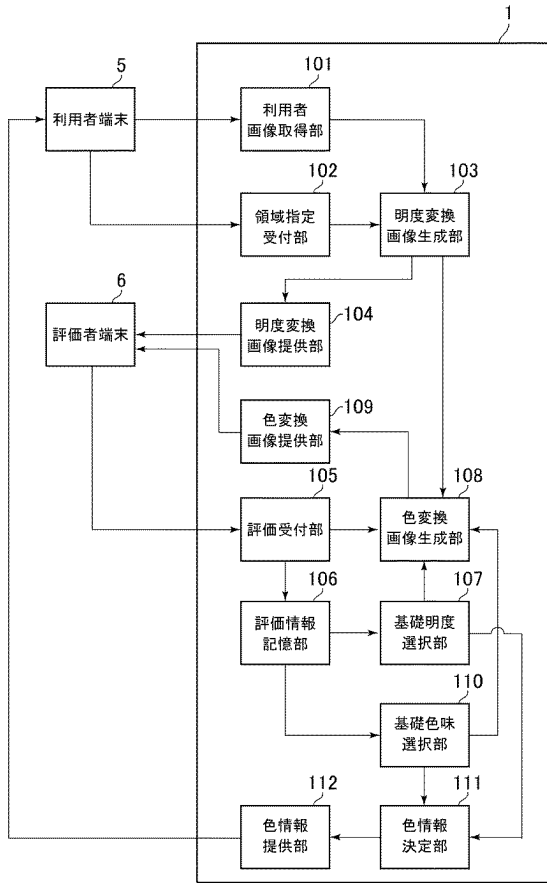 1
5
利用者端末
101
利用者
画像取得部
102
領域指定
受付部
103
明度変換
画像生成部
6
評価者端末
104
明度変換
画像提供部
109
色変換
画像提供部
105
評価受付部
108
色変換
画像生成部
106
評価情報
記憶部
107
基礎明度
選択部
110
基礎色味
選択部
112
色情報
提供部
111
色情報
決定部